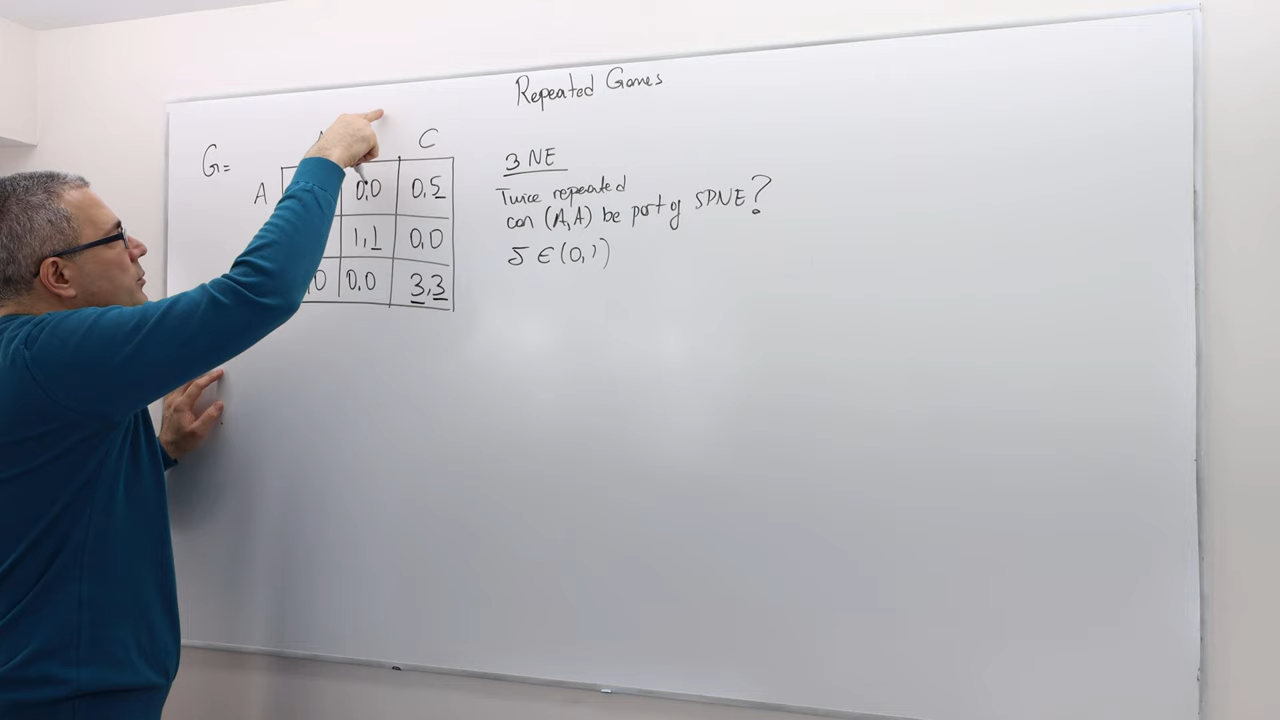 Repeated Games
G=
C
3 NE
A
0,0
0,5
Twice repeated
can (A,A) be part of SPNE?
1,1
0,0
δ ∈ (0,1)
0
0,0
3,3